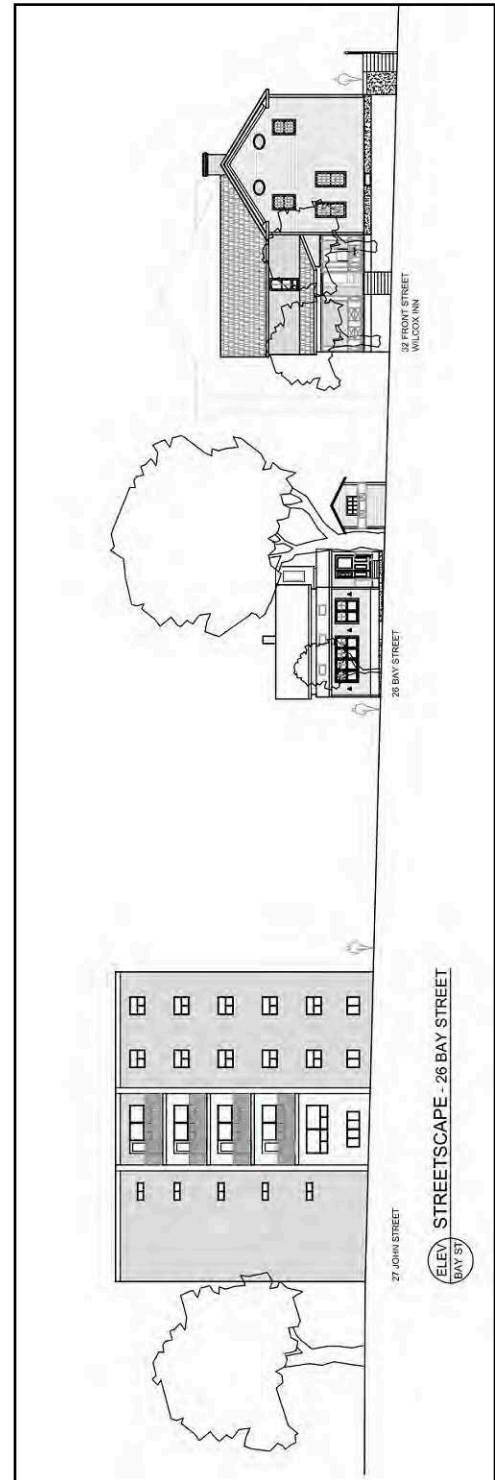 27 JOHN STREET
26 BAY STREET
32 FRONT STREET
WILCOX INN
ELEV
BAY ST
STREETSCAPE - 26 BAY STREET